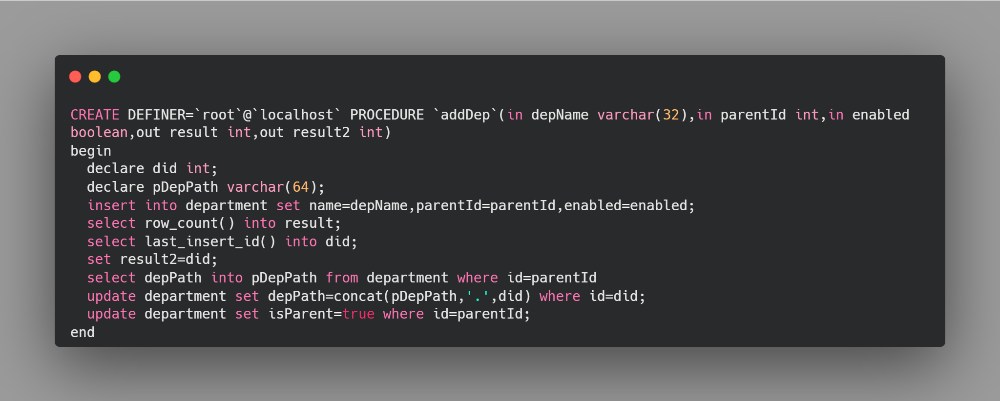 CREATE DEFINER=`root`@`localhost` PROCEDURE `addDep`(in depName varchar(32),in parentId int,in enabled
boolean,out result int,out result2 int)
begin
  declare did int;
  declare pDepPath varchar(64);
  insert into department set name=depName,parentId=parentId,enabled=enabled;
  select row_count() into result;
  select last_insert_id() into did;
  set result2=did;
  select depPath into pDepPath from department where id=parentId
  update department set depPath=concat(pDepPath,'.',did) where id=did;
  update department set isParent=true where id=parentId;
end